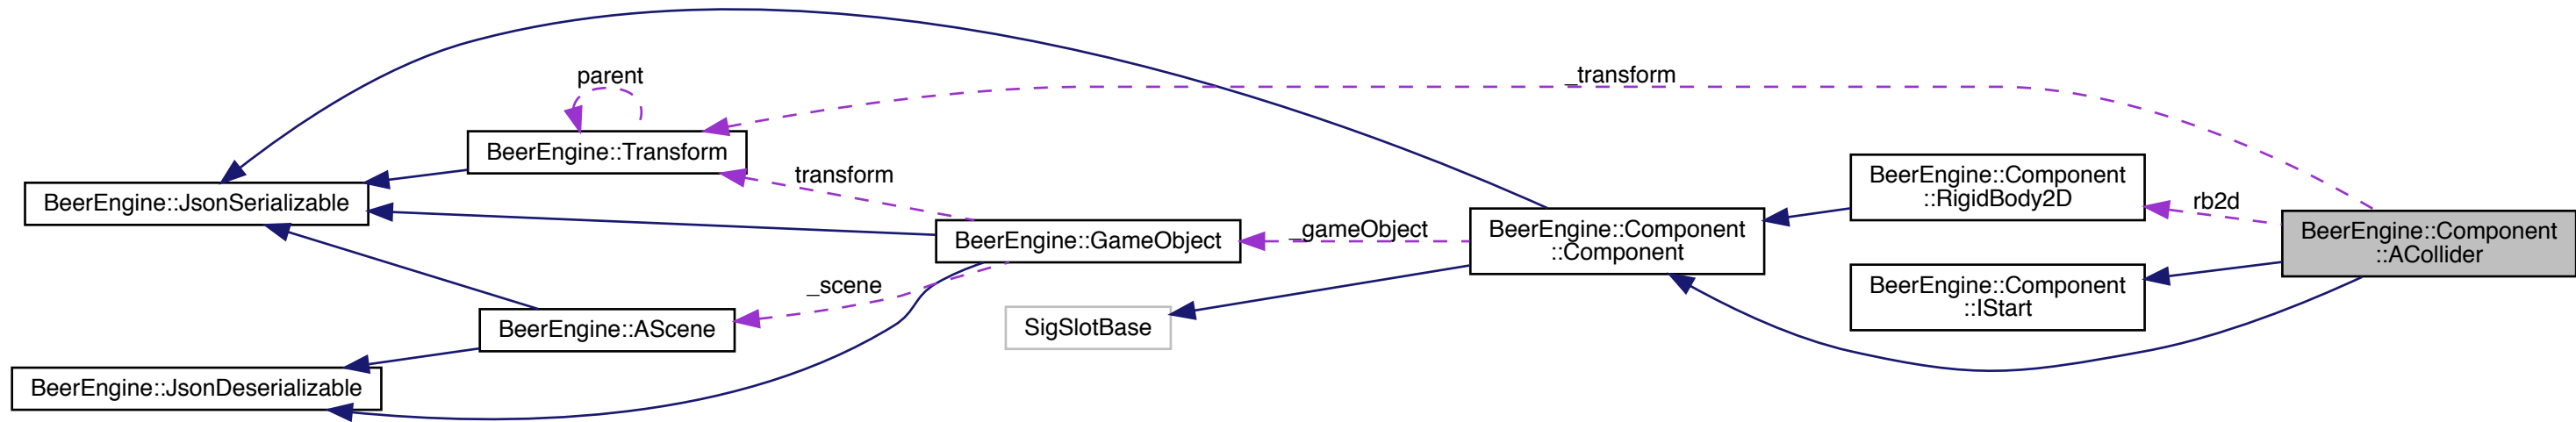 parent
_transform
BeerEngine::Transform
transform
BeerEngine::Component
::RigidBody2D
rb2d
BeerEngine::JsonSerializable
BeerEngine::GameObject
_gameObject
BeerEngine::Component
::Component
BeerEngine::Component
::ACollider
_scene
BeerEngine::Component
::IStart
BeerEngine::AScene
SigSlotBase
BeerEngine::JsonDeserializable